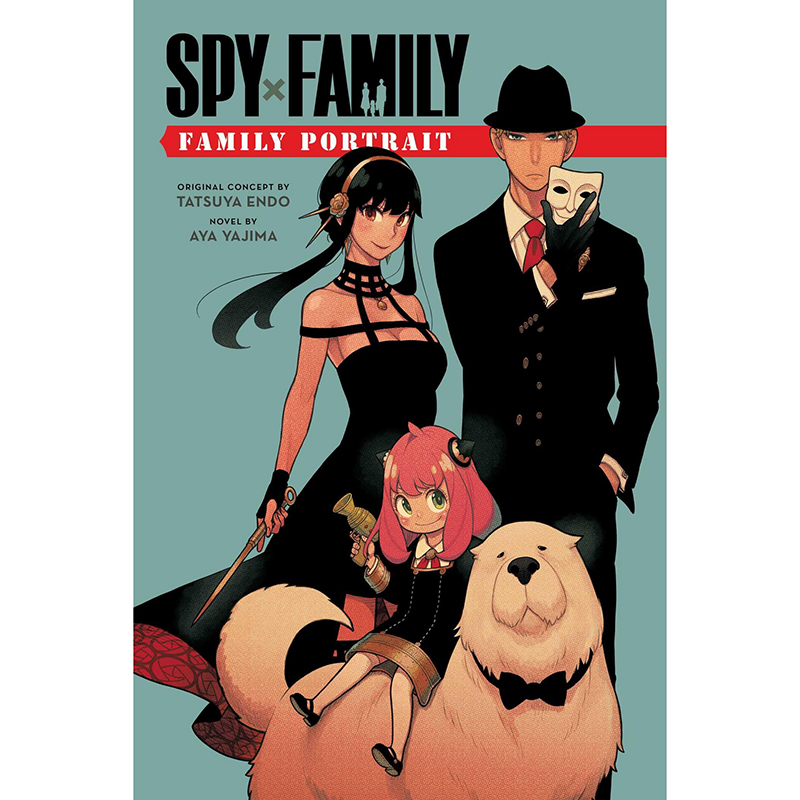 SPY×FAMILY
FAMILY PORTRAIT
ORIGINAL CONCEPT BY
TATSUYA ENDO
NOVEL BY
AYA YAJIMA